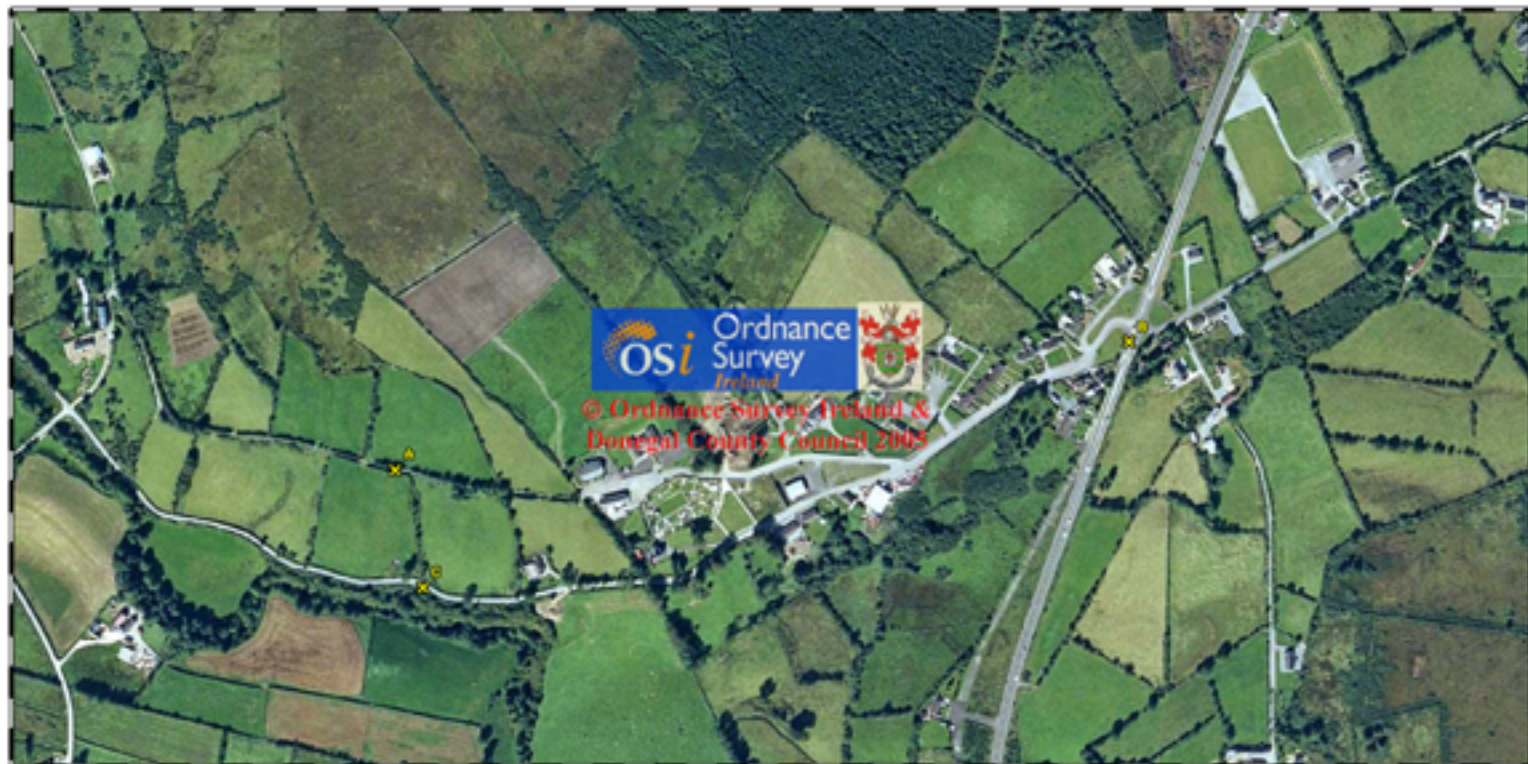 B
OSi Ordnance
Survey
Ireland
© Ordnance Survey Ireland &
Donegal County Council 2005
A
C